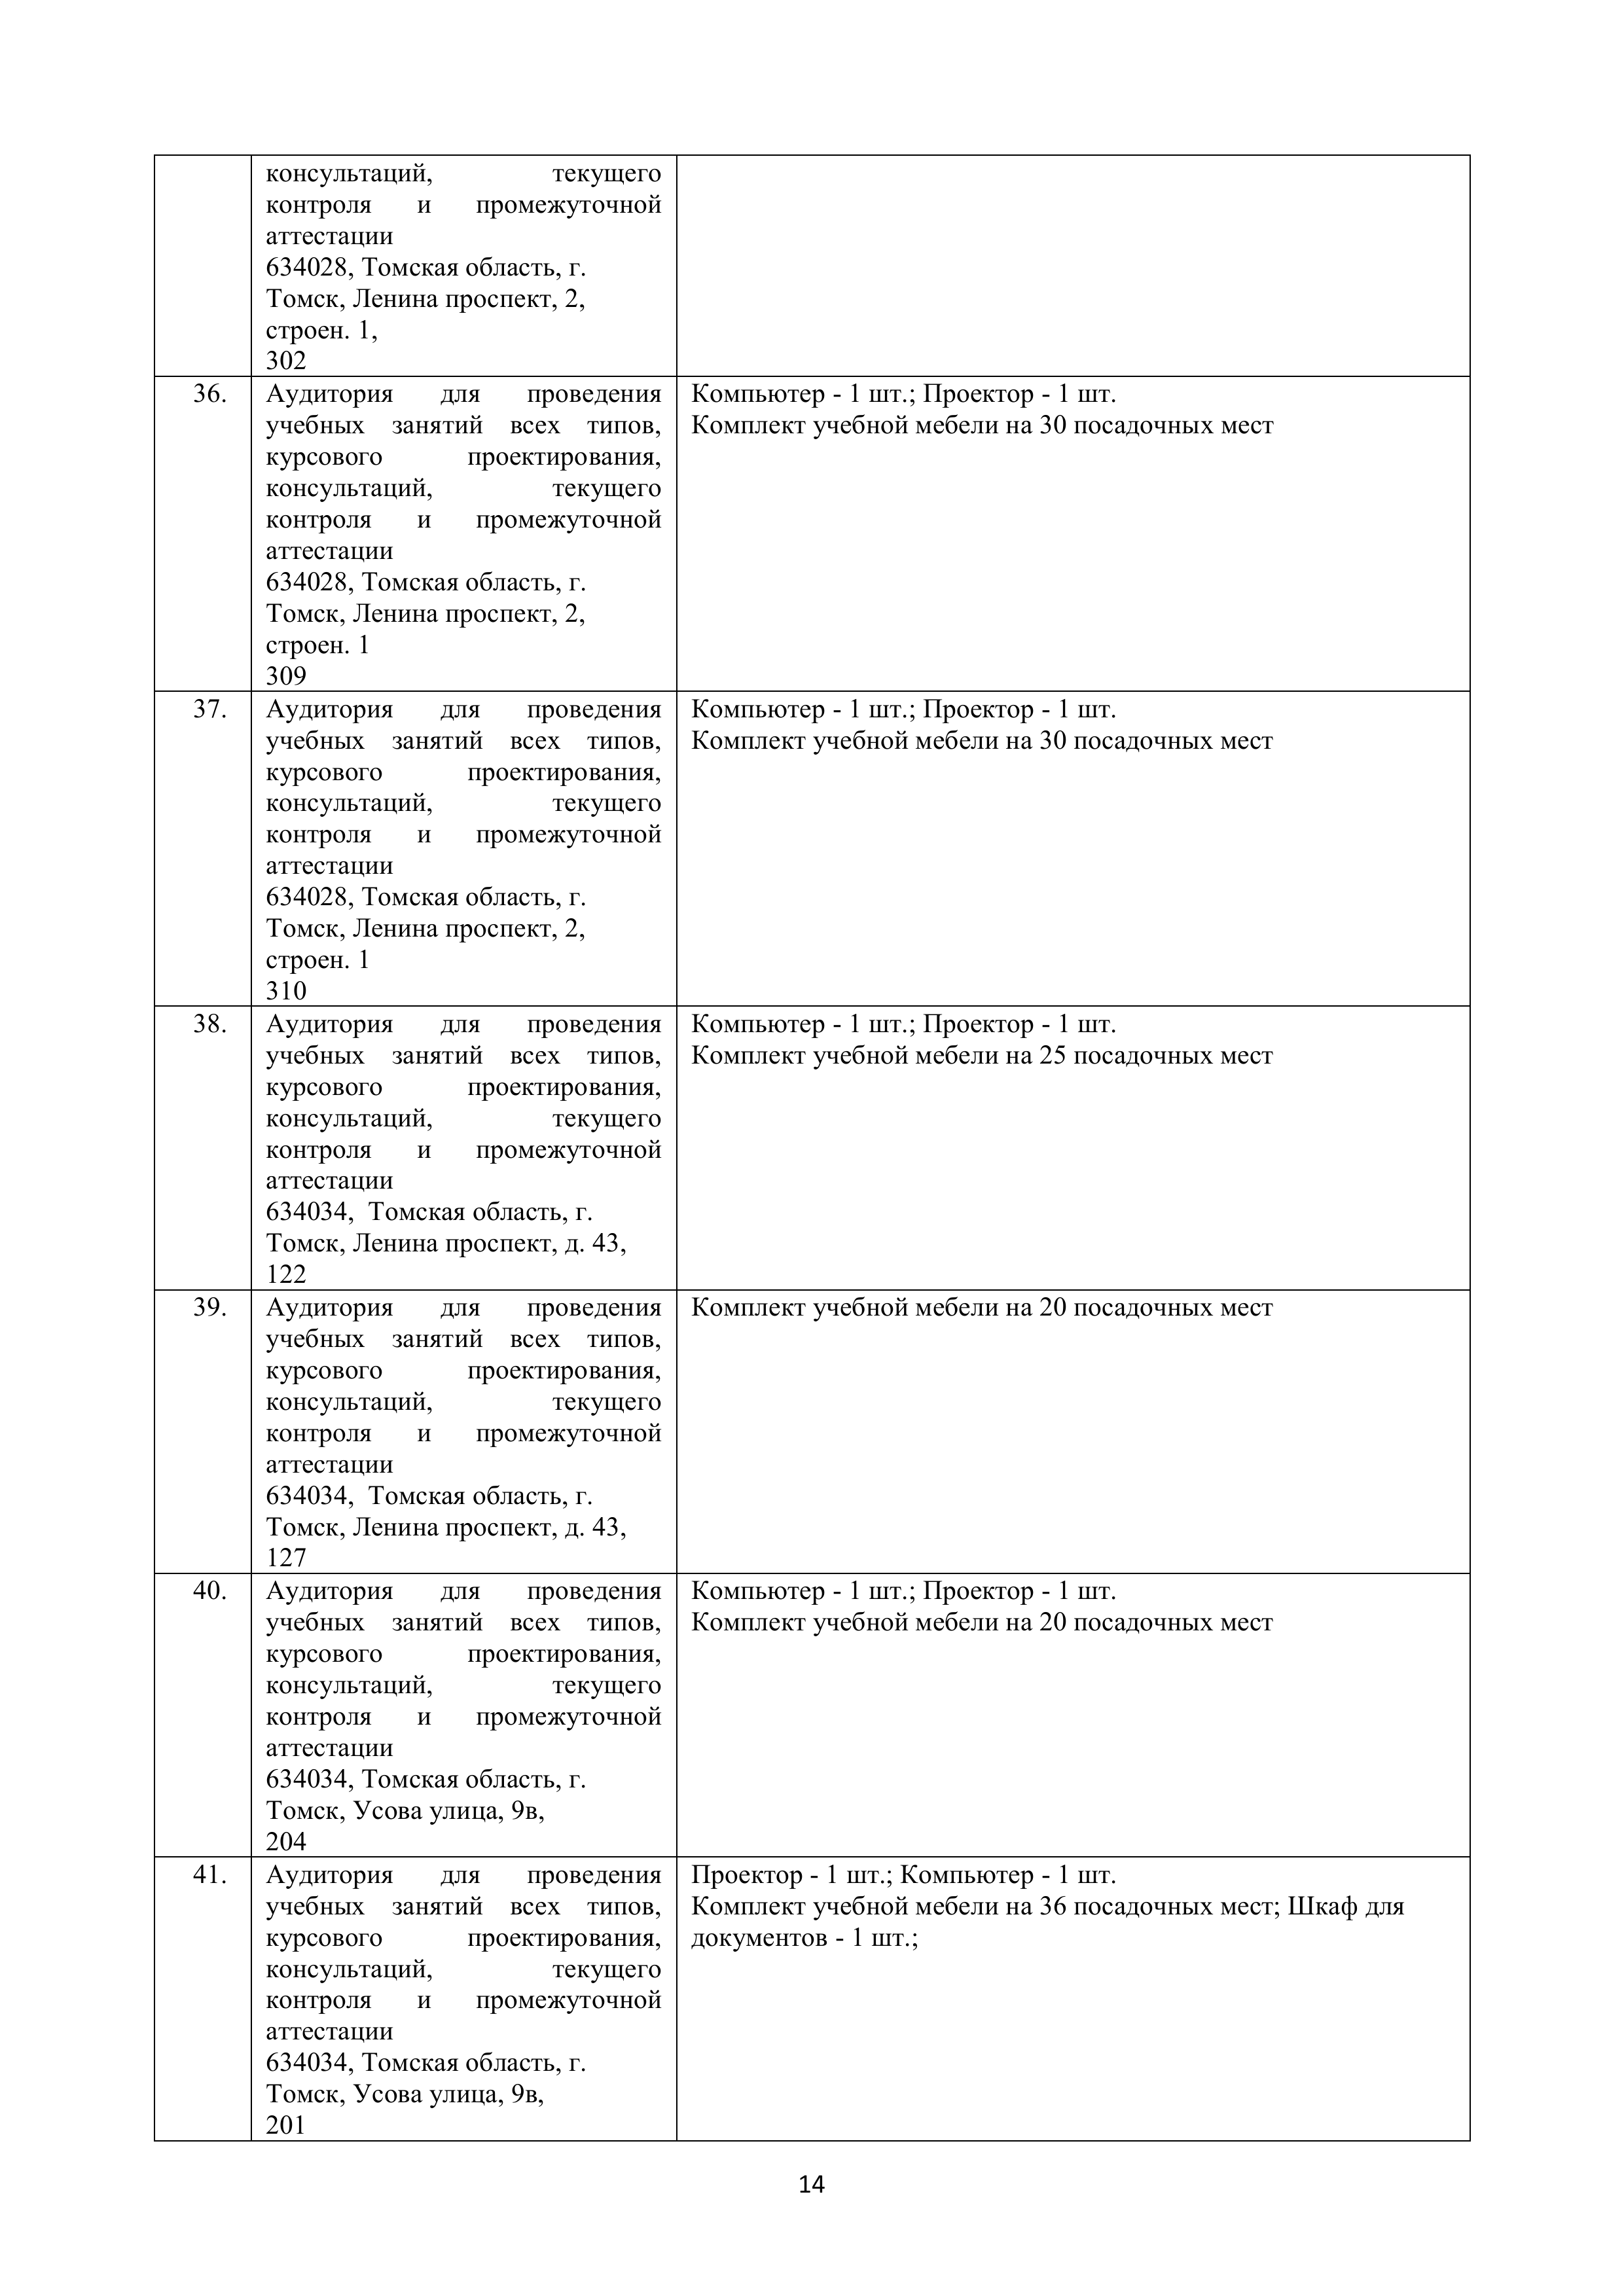 консультаций, текущего
контроля и промежуточной
аттестации
634028, Томская область, г.
Томск, Ленина проспект, 2,
строен. 1,
302
36.
Аудитория для проведения
учебных занятий всех типов,
курсового проектирования,
консультаций, текущего
контроля и промежуточной
аттестации
634028, Томская область, г.
Томск, Ленина проспект, 2,
строен. 1
309
Компьютер - 1 шт.; Проектор - 1 шт.
Комплект учебной мебели на 30 посадочных мест
37.
Аудитория для проведения
учебных занятий всех типов,
курсового проектирования,
консультаций, текущего
контроля и промежуточной
аттестации
634028, Томская область, г.
Томск, Ленина проспект, 2,
строен. 1
310
Компьютер - 1 шт.; Проектор - 1 шт.
Комплект учебной мебели на 30 посадочных мест
38.
Аудитория для проведения
учебных занятий всех типов,
курсового проектирования,
консультаций, текущего
контроля и промежуточной
аттестации
634034, Томская область, г.
Томск, Ленина проспект, д. 43,
122
Компьютер - 1 шт.; Проектор - 1 шт.
Комплект учебной мебели на 25 посадочных мест
39.
Аудитория для проведения
учебных занятий всех типов,
курсового проектирования,
консультаций, текущего
контроля и промежуточной
аттестации
634034, Томская область, г.
Томск, Ленина проспект, д. 43,
127
Комплект учебной мебели на 20 посадочных мест
40.
Аудитория для проведения
учебных занятий всех типов,
курсового проектирования,
консультаций, текущего
контроля и промежуточной
аттестации
634034, Томская область, г.
Томск, Усова улица, 9в,
204
Компьютер - 1 шт.; Проектор - 1 шт.
Комплект учебной мебели на 20 посадочных мест
41.
Аудитория для проведения
учебных занятий всех типов,
курсового проектирования,
консультаций, текущего
контроля и промежуточной
аттестации
634034, Томская область, г.
Томск, Усова улица, 9в,
201
Проектор - 1 шт.; Компьютер - 1 шт.
Комплект учебной мебели на 36 посадочных мест; Шкаф для
документов - 1 шт.;
14